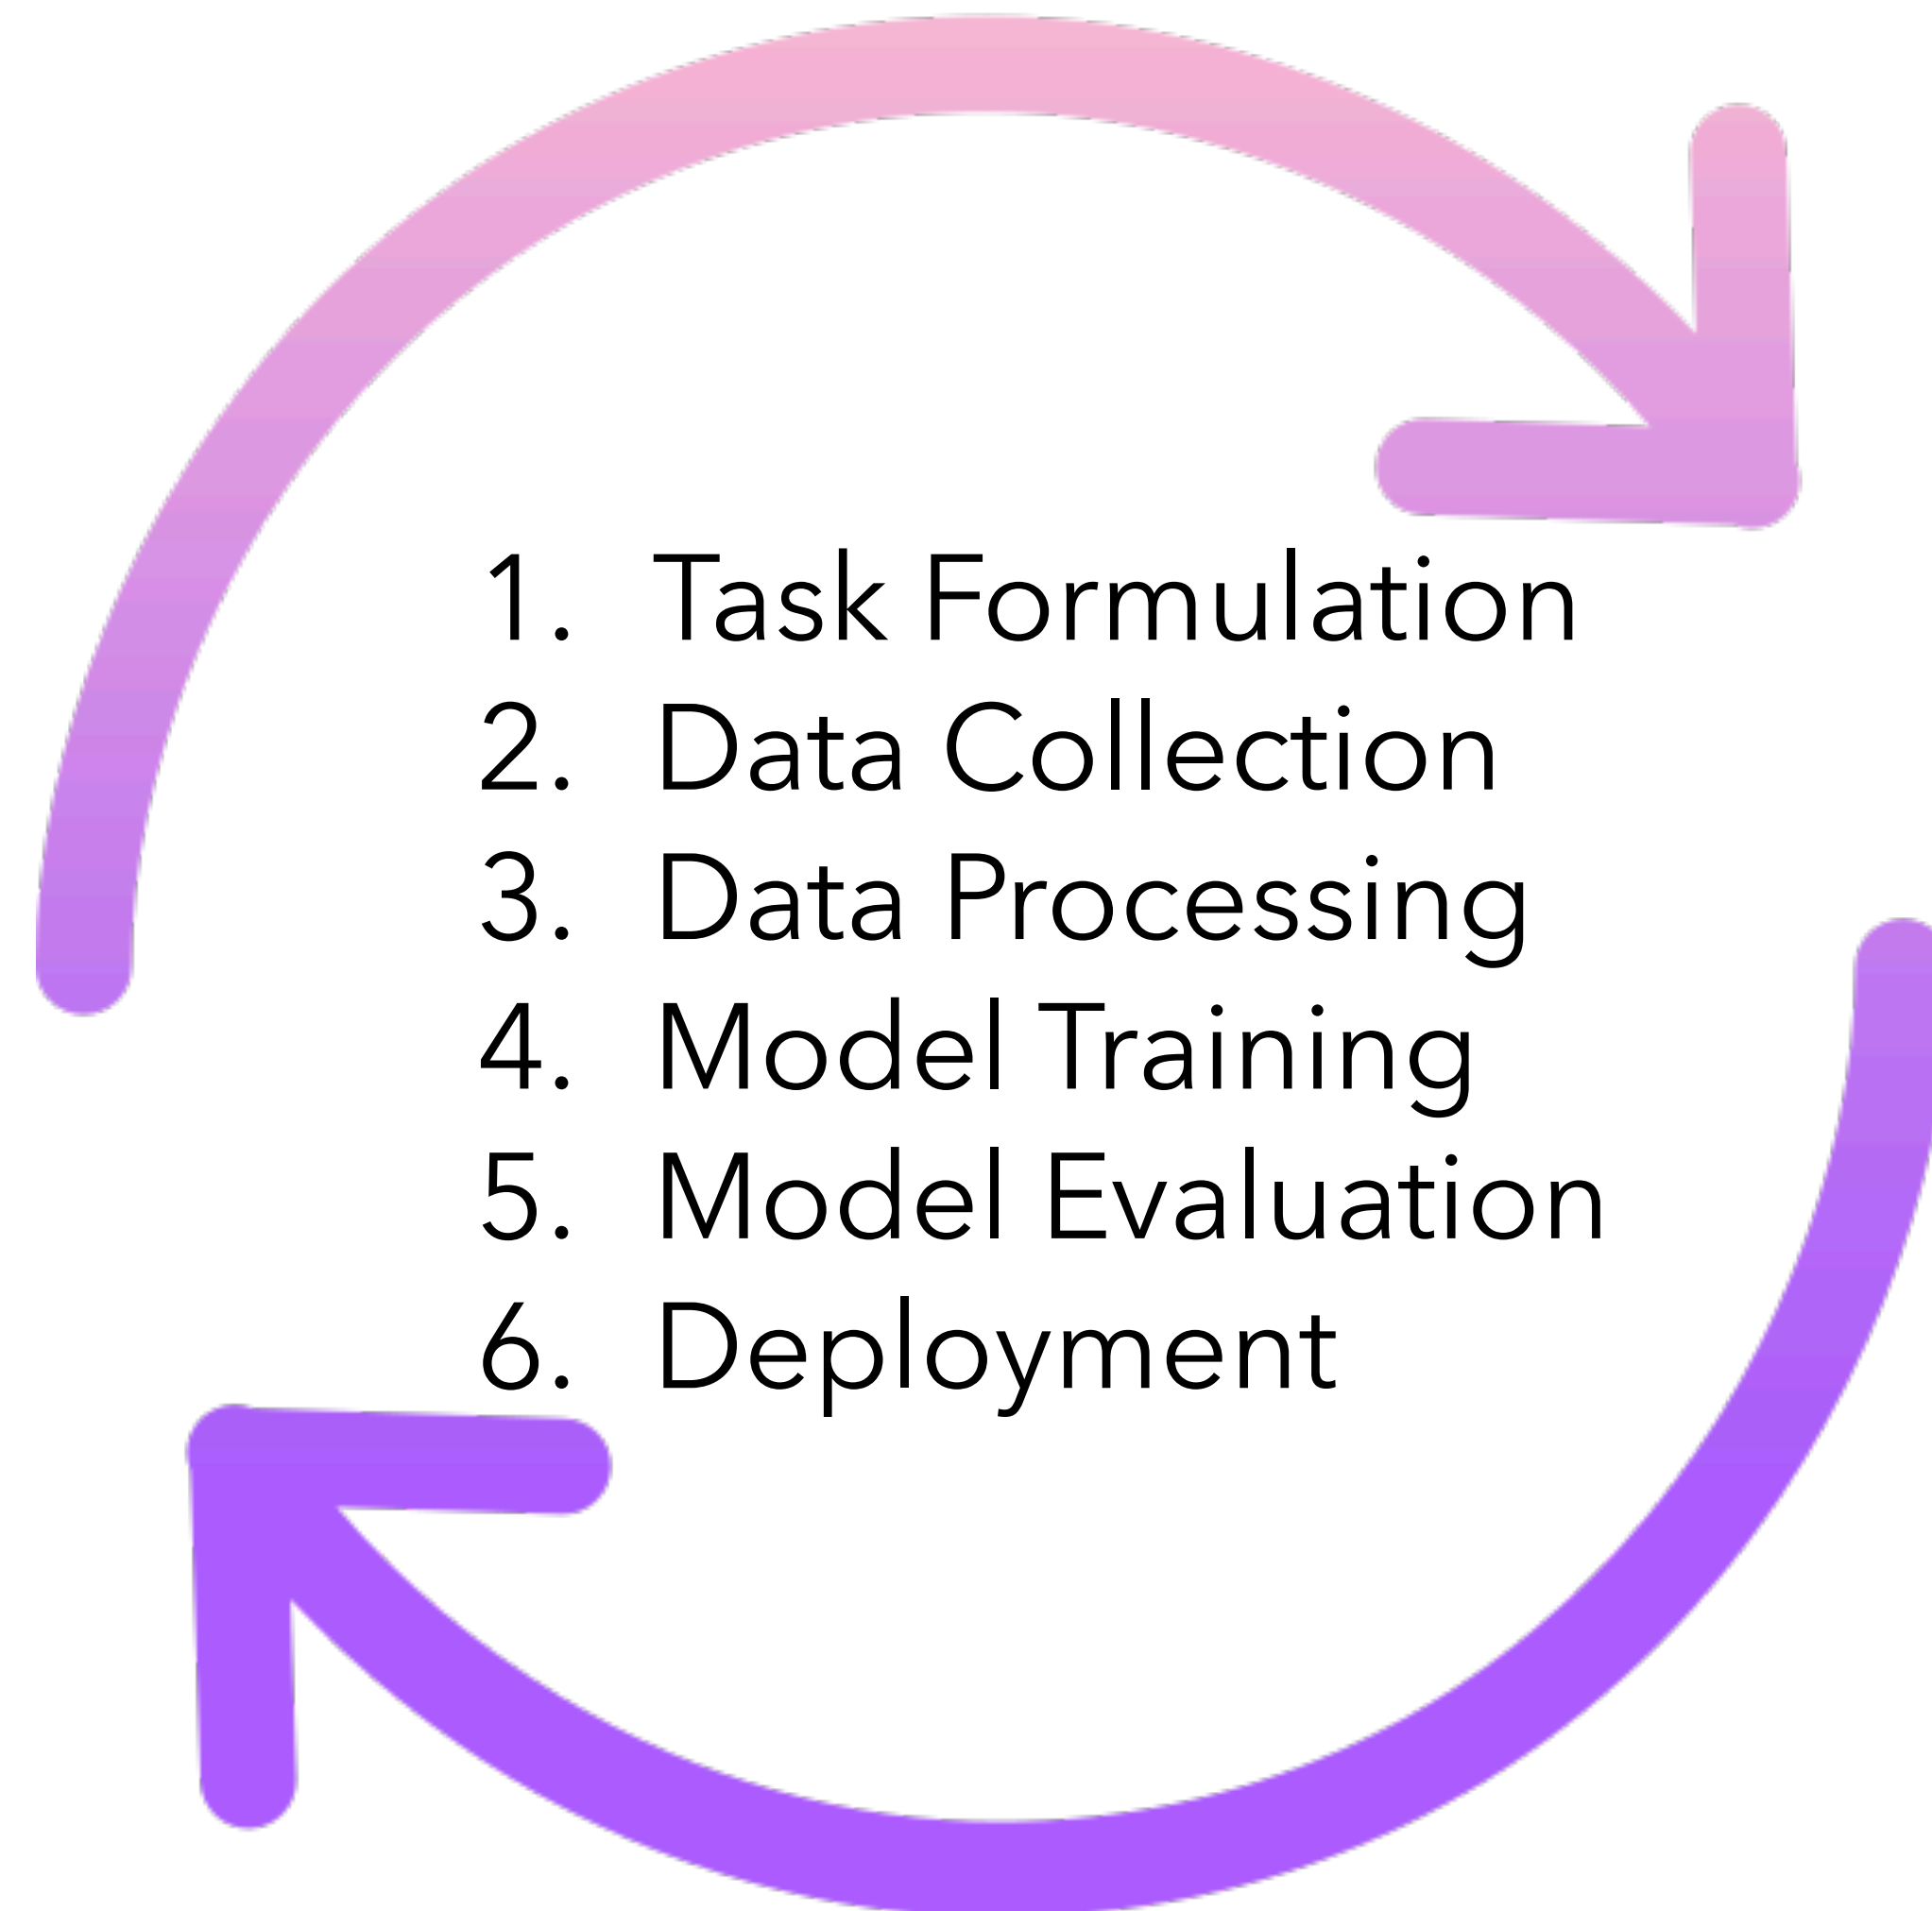 1. Task Formulation
2. Data Collection
3. Data Processing
4. Model Training
5. Model Evaluation
6. Deployment